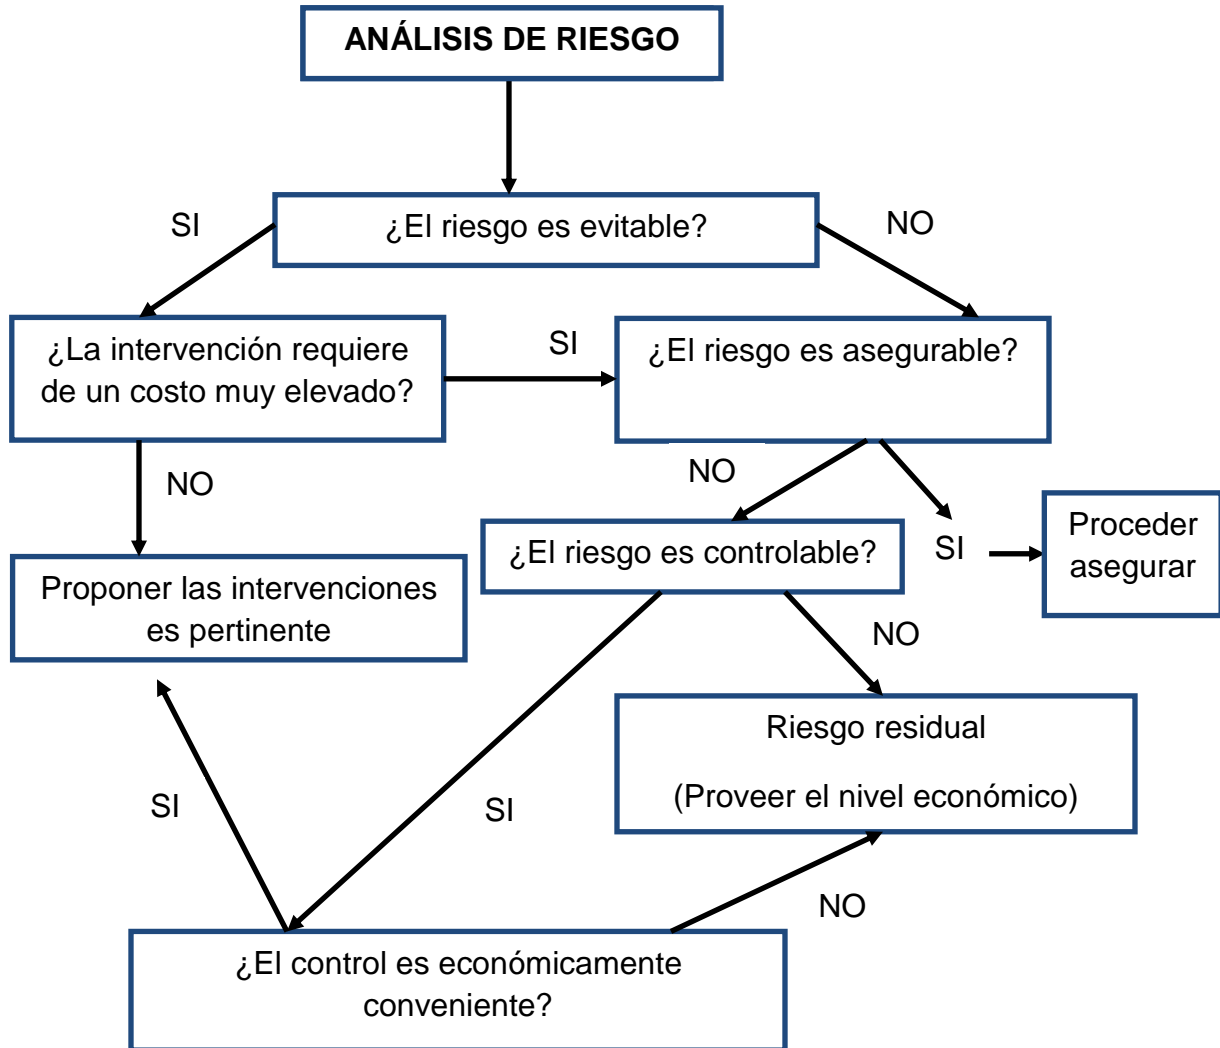 ANÁLISIS DE RIESGO
SI
¿El riesgo es evitable?
NO
¿La intervención requiere
de un costo muy elevado?
SI
¿El riesgo es asegurable?
NO
NO
¿El riesgo es controlable?
SI
Proceder
asegurar
Proponer las intervenciones
es pertinente
NO
Riesgo residual
(Proveer el nivel económico)
SI
SI
NO
¿El control es económicamente
conveniente?